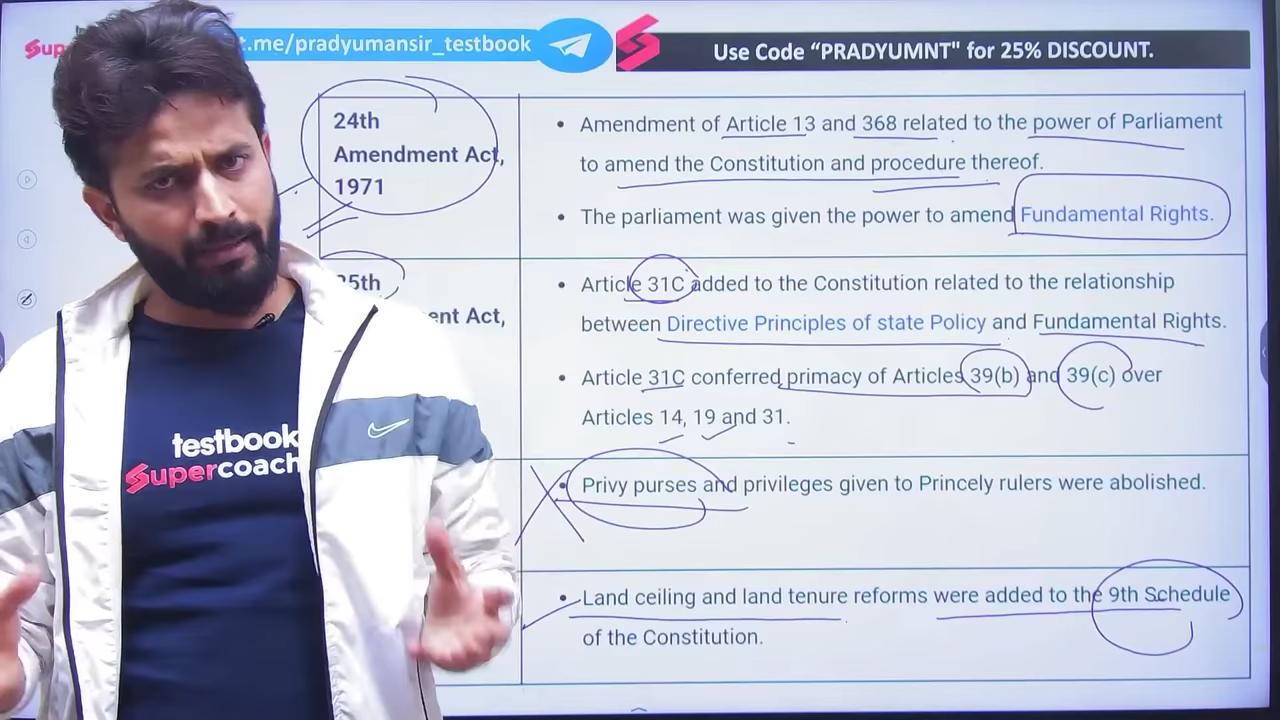 Sup
t.me/pradyumansir_testbook
Use Code “PRADYUMNT" for 25% DISCOUNT.
24th
Amendment Act,
1971
• Amendment of Article 13 and 368 related to the power of Parliament
to amend the Constitution and procedure thereof.
• The parliament was given the power to amend Fundamental Rights.
25th
ent Act,
• Article 31C added to the Constitution related to the relationship
between Directive Principles of state Policy and Fundamental Rights.
• Article 31C conferred primacy of Articles 39(b) and 39(c) over
Articles 14, 19 and 31.
• Privy purses and privileges given to Princely rulers were abolished.
• Land ceiling and land tenure reforms were added to the 9th Schedule
of the Constitution.
testbook
Supercoach